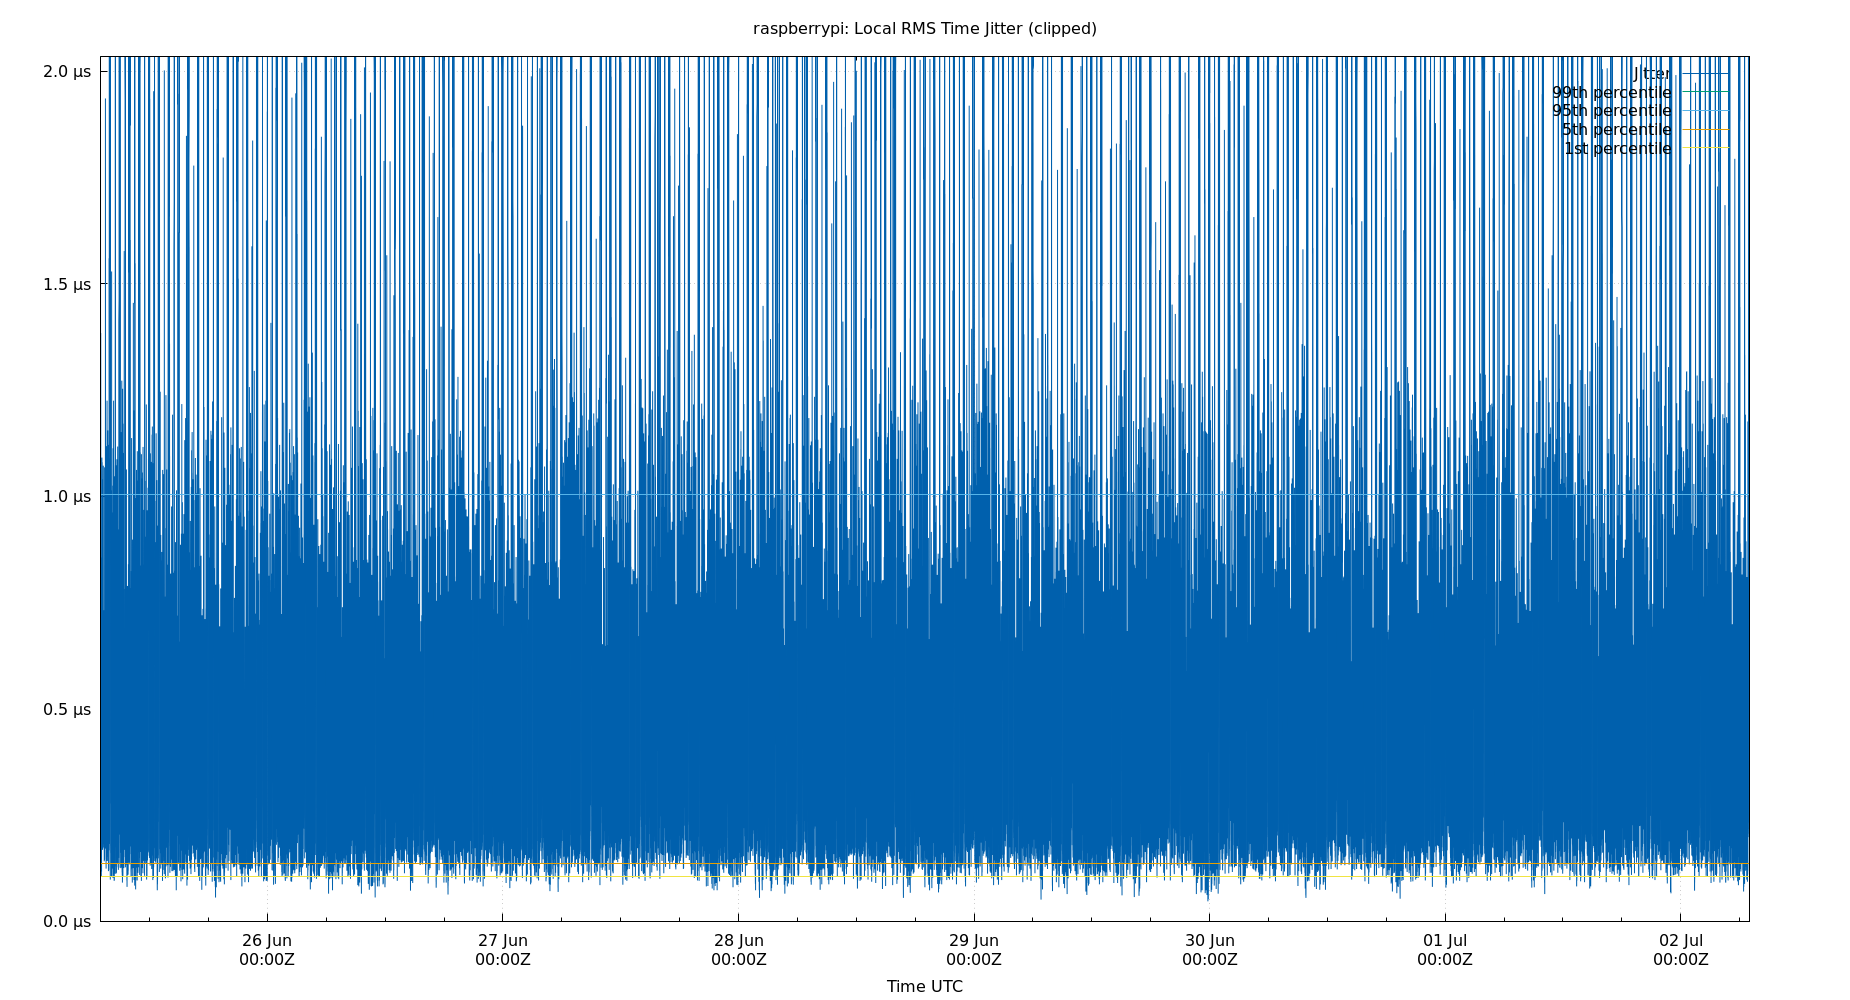 raspberrypi: Local RMS Time Jitter (clipped)
2.0 µs
1.5 µs
1.0 µs
0.5 µs
0.0 µs
Jitter
99th percentile
95th percentile
5th percentile
1st percentile
26 Jun 27 Jun 28 Jun 29 Jun 30 Jun 01 Jul 02 Jul
00:00Z 00:00Z 00:00Z 00:00Z 00:00Z 00:00Z 00:00Z
Time UTC